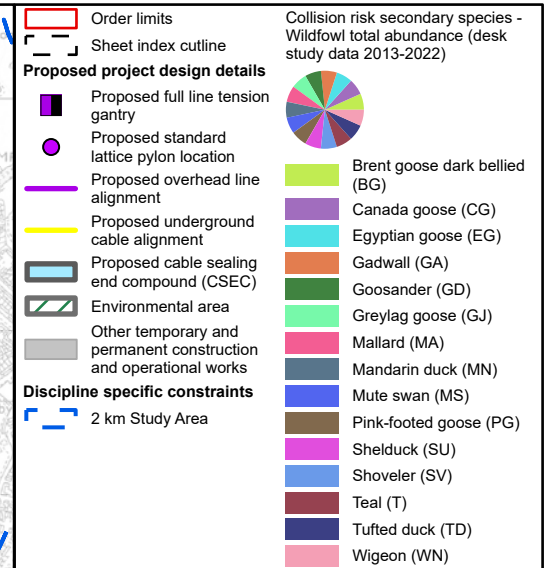 Order limits
Sheet index cutline
Proposed project design details
Proposed full line tension
gantry
Proposed standard
lattice pylon location
Proposed overhead line
alignment
Proposed underground
cable alignment
Proposed cable sealing
end compound (CSEC)
Environmental area
Other temporary and
permanent construction
and operational works
Discipline specific constraints
2 km Study Area
Collision risk secondary species -
Wildfowl total abundance (desk
study data 2013-2022)
Brent goose dark bellied
(BG)
Canada goose (CG)
Egyptian goose (EG)
Gadwall (GA)
Goosander (GD)
Greylag goose (GJ)
Mallard (MA)
Mandarin duck (MN)
Mute swan (MS)
Pink-footed goose (PG)
Shelduck (SU)
Shoveler (SV)
Teal (T)
Tufted duck (TD)
Wigeon (WN)